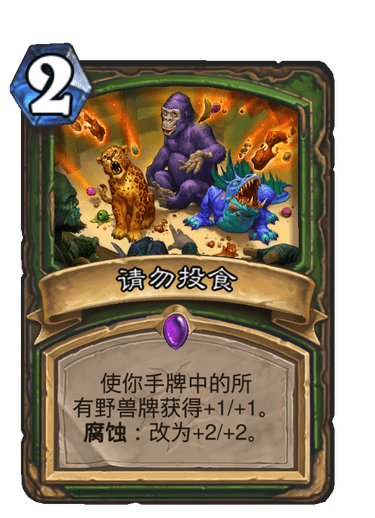 2
请勿投食
使你手牌中的所
有野兽牌获得+1/+1。
腐蚀：改为+2/+2。